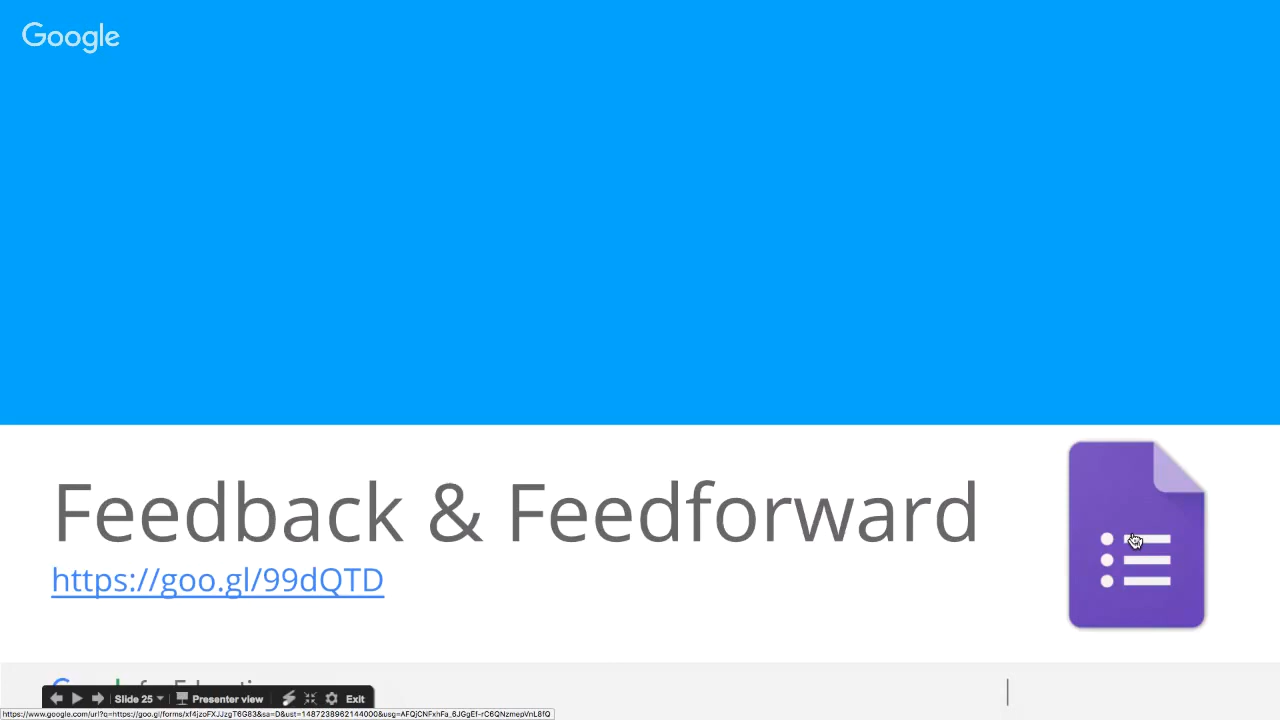 Google
Feedback & Feedforward
https://goo.gl/99dQTD
Slide 25
Presenter view
Exit